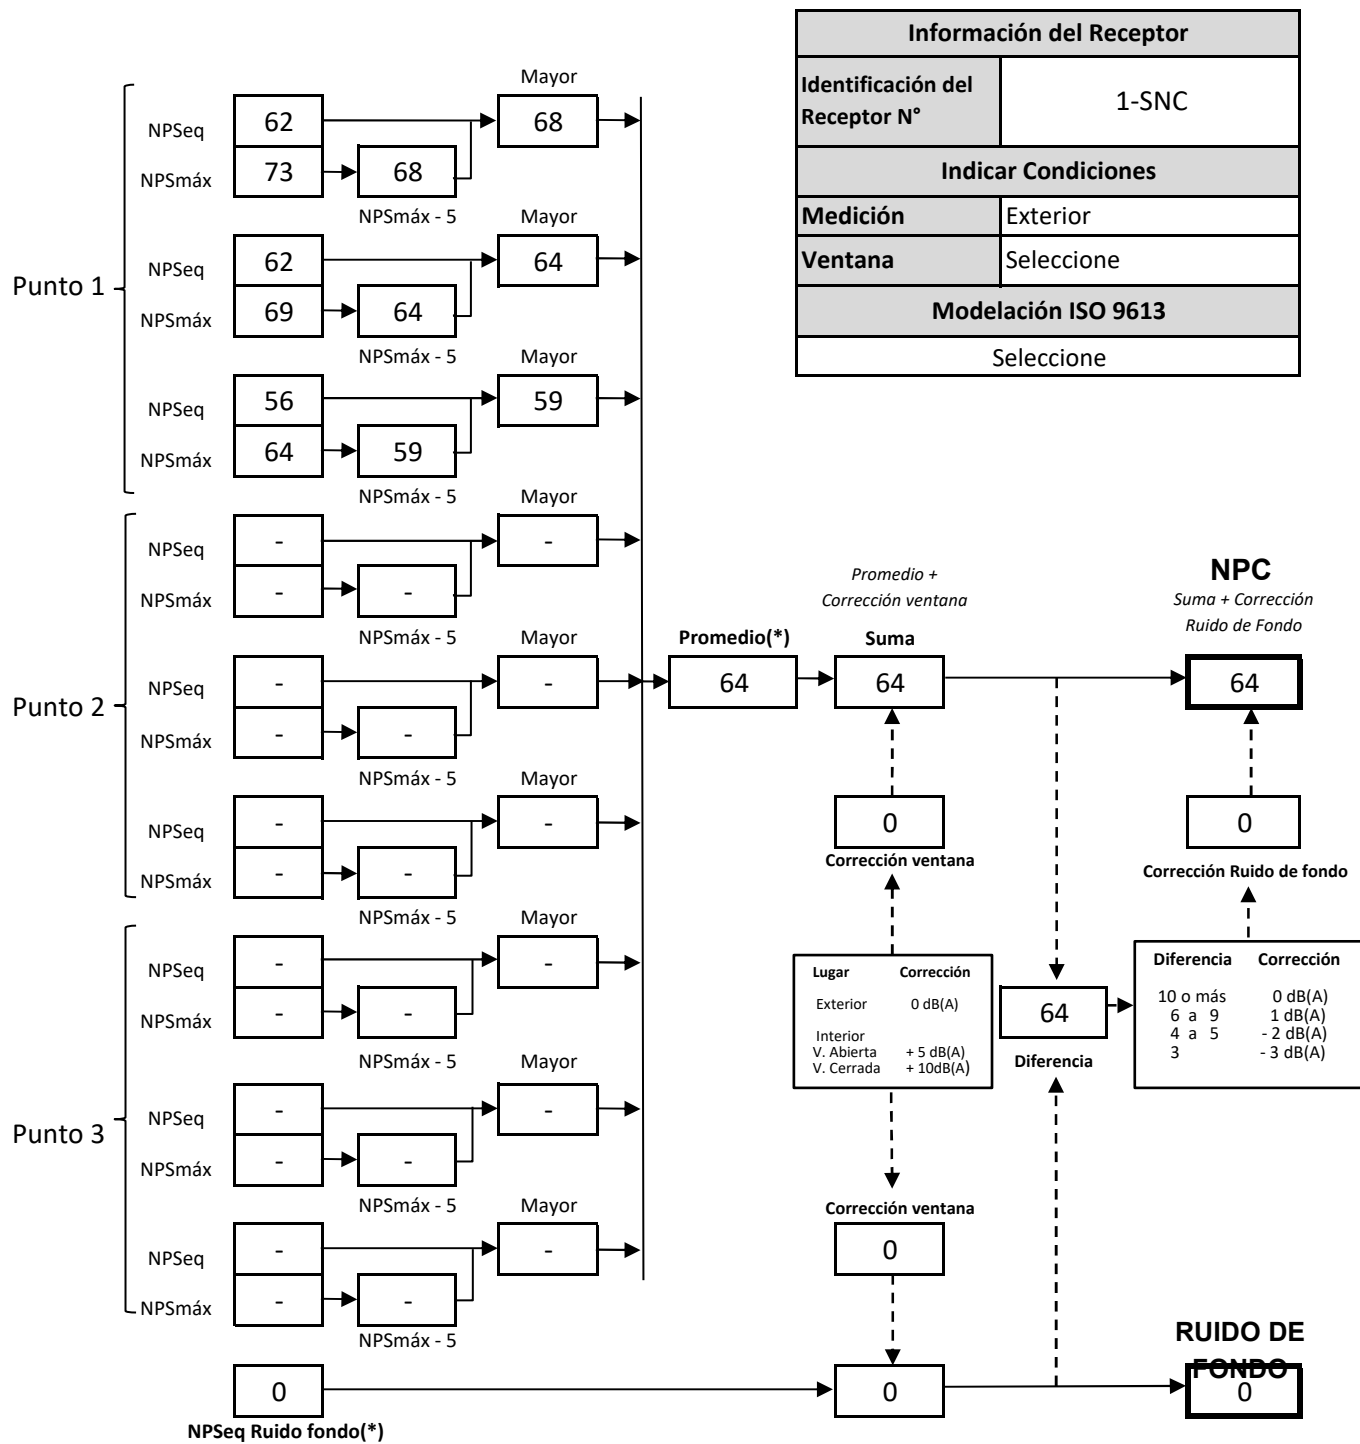 Información del Receptor
Identificación del
Receptor N°
1-SNC
Indicar Condiciones
Medición
Exterior
Ventana
Seleccione
Modelación ISO 9613
Seleccione
Punto 1
Mayor
NPSeq
62
68
NPSmáx
73
68
NPSmáx - 5
Mayor
NPSeq
62
64
NPSmáx
69
64
NPSmáx - 5
Mayor
NPSeq
56
59
NPSmáx
64
59
NPSmáx - 5
Punto 2
Mayor
NPSeq
-
-
NPSmáx
-
-
NPSmáx - 5
Mayor
NPSeq
-
-
NPSmáx
-
-
NPSmáx - 5
Mayor
NPSeq
-
-
NPSmáx
-
-
NPSmáx - 5
Punto 3
Mayor
NPSeq
-
-
NPSmáx
-
-
NPSmáx - 5
Mayor
NPSeq
-
-
NPSmáx
-
-
NPSmáx - 5
Mayor
NPSeq
-
-
NPSmáx
-
-
NPSmáx - 5
0
NPSeq Ruido fondo(*)
Promedio(*)
64
Promedio +
Corrección ventana
Suma
64
0
Corrección ventana
Lugar Corrección
Exterior 0 dB(A)
Interior
V. Abierta + 5 dB(A)
V. Cerrada + 10dB(A)
Corrección ventana
0
0
64
Diferencia
NPC
Suma + Corrección
Ruido de Fondo
64
0
Corrección Ruido de fondo
Diferencia Corrección
10 o más 0 dB(A)
6 a 9 1 dB(A)
4 a 5 - 2 dB(A)
3 - 3 dB(A)
RUIDO DE
FONDO
0